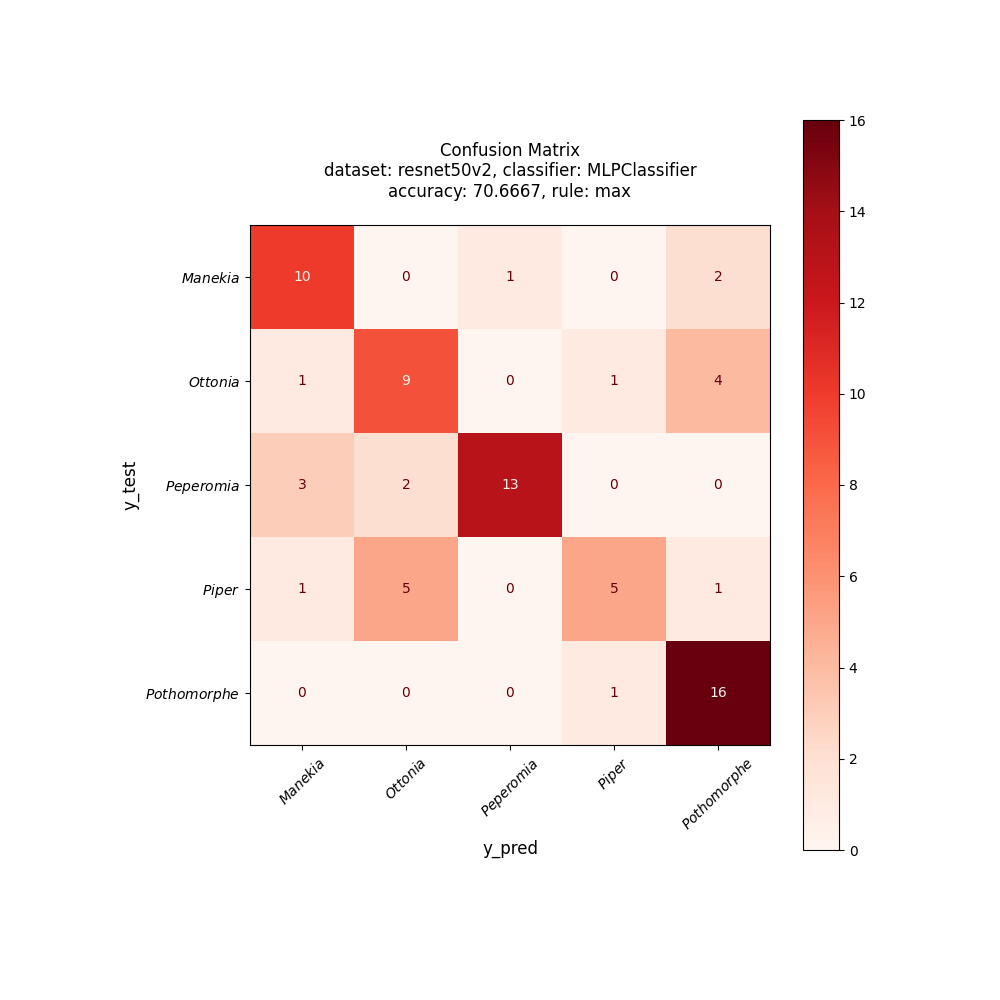 Confusion Matrix
dataset: resnet50v2, classifier: MLPClassifier
accuracy: 70.6667, rule: max
Manekia 10 0 1 0 2
Ottonia 1 9 0 1 4
Peperomia 3 2 13 0 0
Piper 1 5 0 5 1
Pothomorphe 0 0 0 1 16
Manekia Ottonia Peperomia Piper Pothomorphe
y_pred
y_test
16
14
12
10
8
6
4
2
0